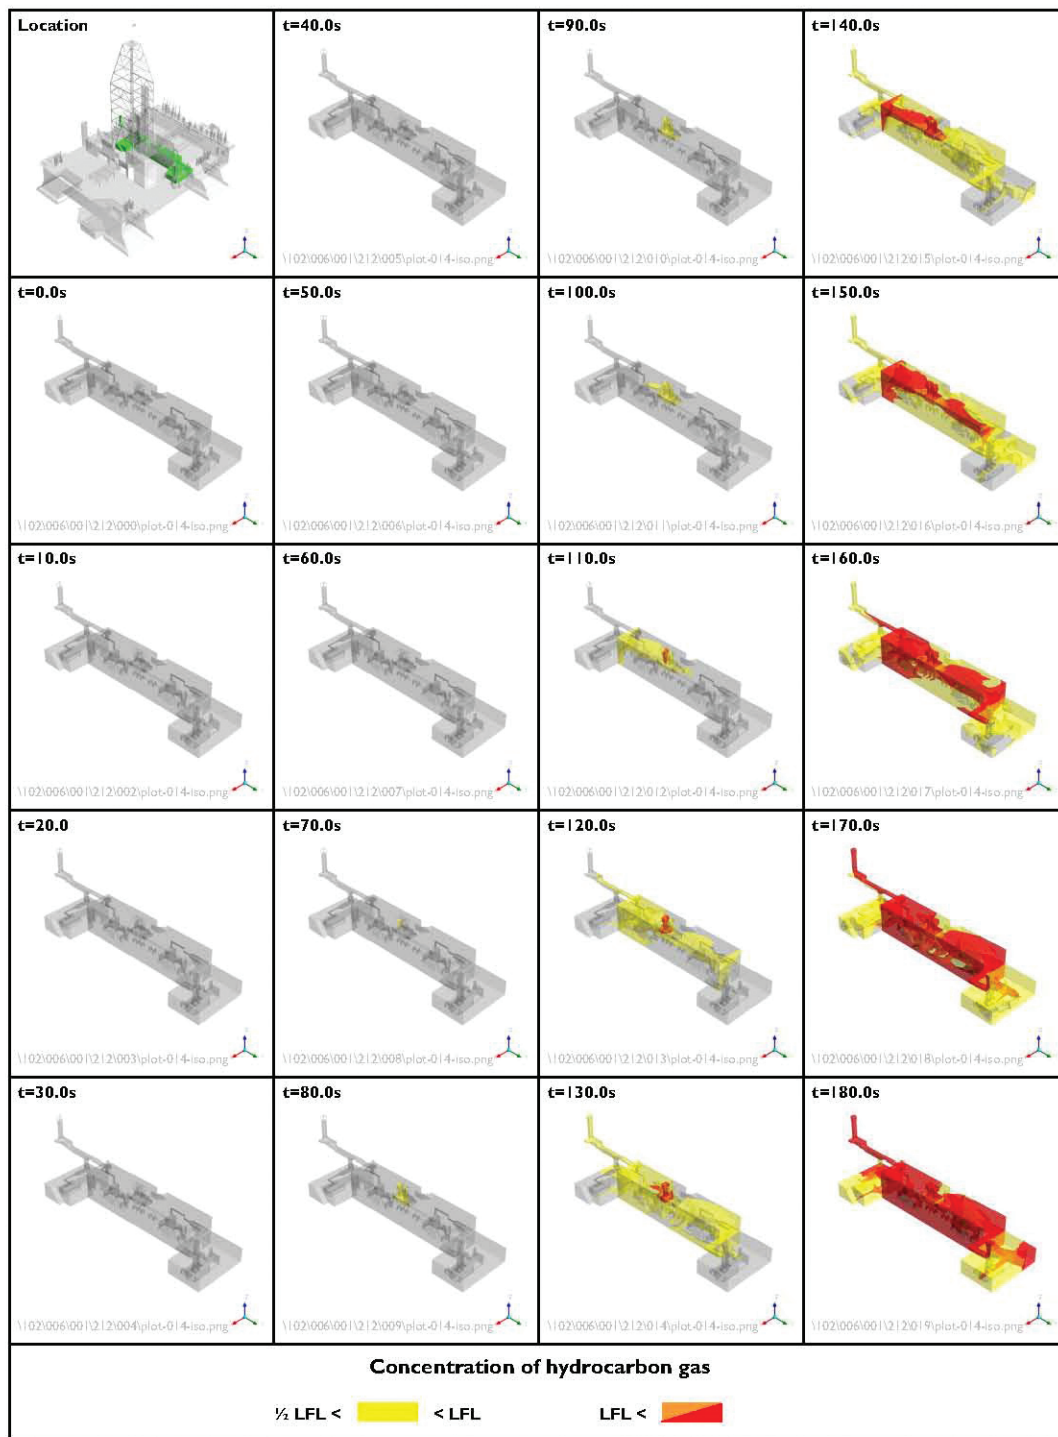 Location
t=40.0s
t=90.0s
t=140.0s
\102\006\001\212\005\plot-014-iso.png
\102\006\001\212\010\plot-014-iso.png
\102\006\001\212\015\plot-014-iso.png
t=0.0s
t=50.0s
t=100.0s
t=150.0s
\102\006\001\212\000\plot-014-iso.png
\102\006\001\212\006\plot-014-iso.png
\102\006\001\212\011\plot-014-iso.png
\102\006\001\212\016\plot-014-iso.png
t=10.0s
t=60.0s
t=110.0s
t=160.0s
\102\006\001\212\002\plot-014-iso.png
\102\006\001\212\007\plot-014-iso.png
\102\006\001\212\012\plot-014-iso.png
\102\006\001\212\017\plot-014-iso.png
t=20.0
t=70.0s
t=120.0s
t=170.0s
\102\006\001\212\003\plot-014-iso.png
\102\006\001\212\008\plot-014-iso.png
\102\006\001\212\013\plot-014-iso.png
\102\006\001\212\018\plot-014-iso.png
t=30.0s
t=80.0s
t=130.0s
t=180.0s
\102\006\001\212\004\plot-014-iso.png
\102\006\001\212\009\plot-014-iso.png
\102\006\001\212\014\plot-014-iso.png
\102\006\001\212\019\plot-014-iso.png
Concentration of hydrocarbon gas
½ LFL < < LFL LFL <